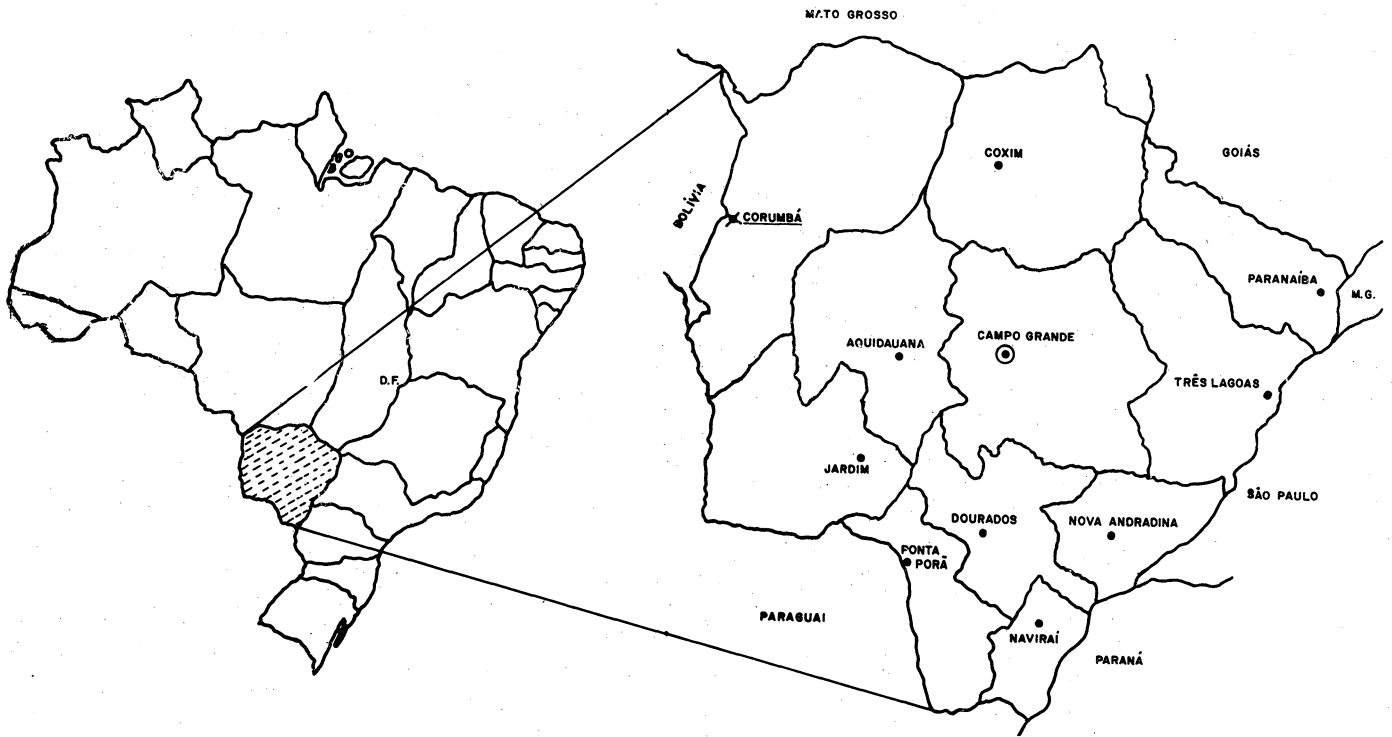 MATO GROSSO
COXIM
GOIÁS
BOLÍVIA
CORUMBÁ
PARANAÍBA
M.G.
AQUIDAUANA
CAMPO GRANDE
D.F.
TRÊS LAGOAS
JARDIM
SÃO PAULO
DOURADOS
NOVA ANDRADINA
PONTA
PORÃ
PARAGUAI
NAVIRAÍ
PARANÁ